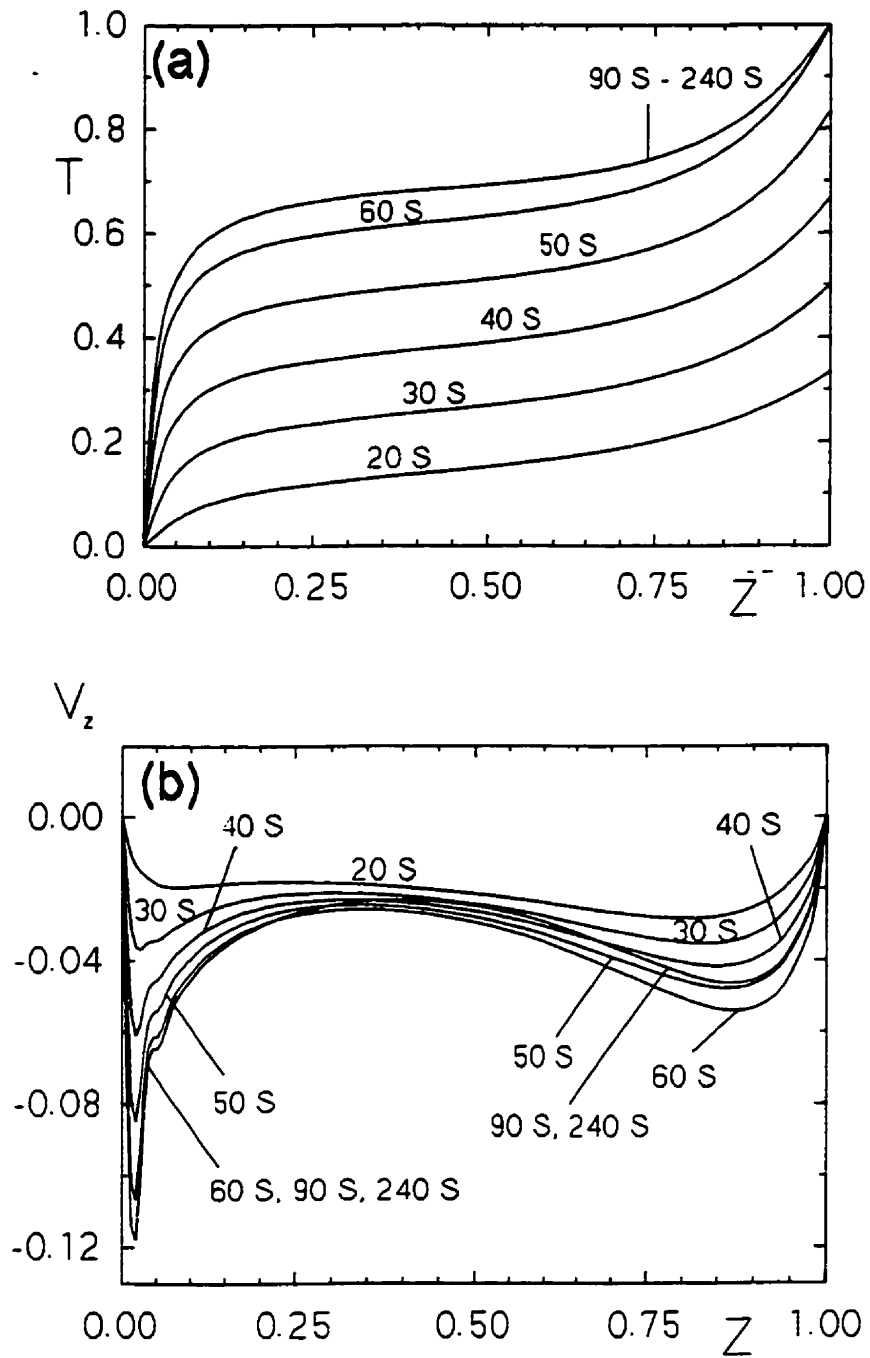 (a)
1.0
90 S - 240 S
0.8
T
60 S
0.6
50 S
0.4
40 S
30 S
0.2
20 S
0.0
0.00 0.25 0.50 0.75 Z 1.00
Vz
(b)
0.00
40 S
40 S
20 S
30 S
30 S
-0.04
50 S
60 S
-0.08
50 S
90 S, 240 S
60 S, 90 S, 240 S
-0.12
0.00 0.25 0.50 0.75 Z 1.00